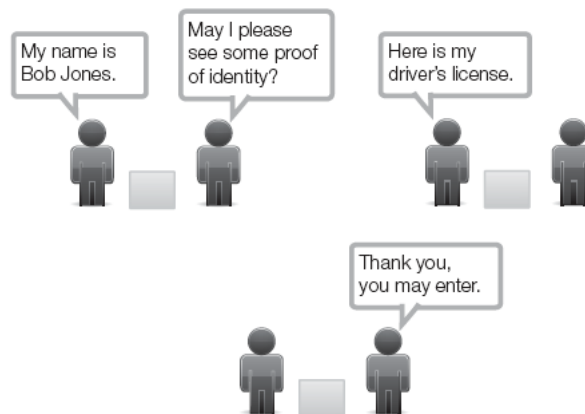 My name is
Bob Jones.
May I please
see some proof
of identity?
Here is my
driver's license.
Thank you,
you may enter.